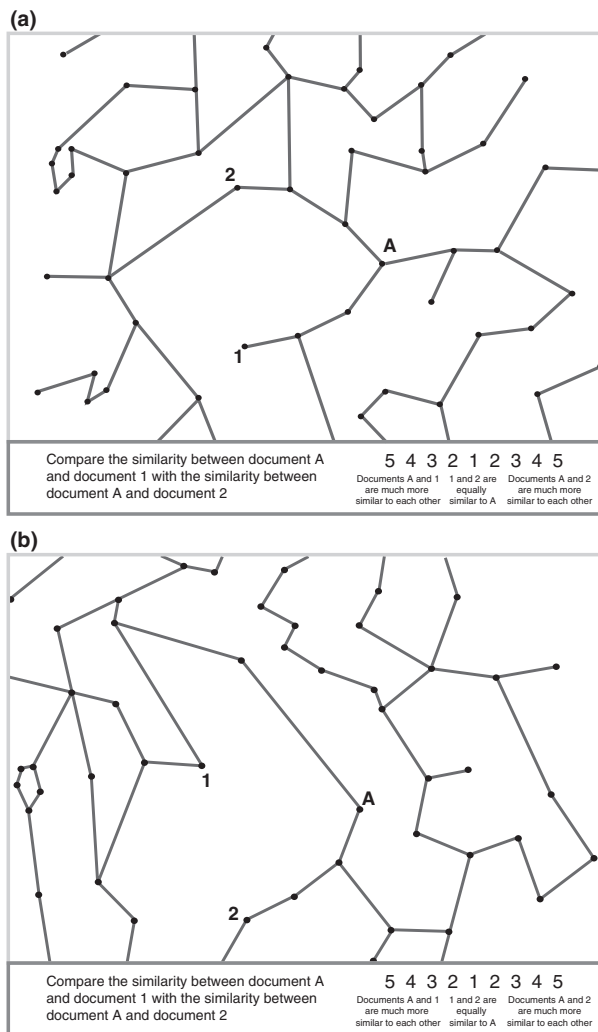 (a)
2
A
1
Compare the similarity between document A
and document 1 with the similarity between
document A and document 2
5 4 3 2 1 2 3 4 5
Documents A and 1 1 and 2 are Documents A and 2
are much more equally are much more
similar to each other similar to A similar to each other
(b)
1
A
2
Compare the similarity between document A
and document 1 with the similarity between
document A and document 2
5 4 3 2 1 2 3 4 5
Documents A and 1 1 and 2 are Documents A and 2
are much more equally are much more
similar to each other similar to A similar to each other